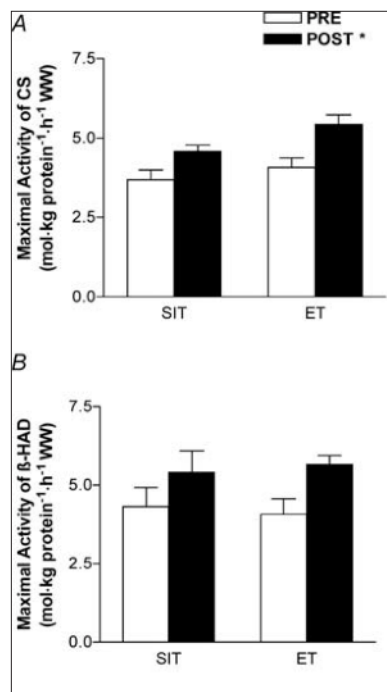 A
PRE
POST *
Maximal Activity of CS
(mol·kg protein⁻¹·h⁻¹ WW)
7.5
5.0
2.5
0.0
SIT ET
B
Maximal Activity of ß-HAD
(mol·kg protein⁻¹·h⁻¹ WW)
7.5
5.0
2.5
0.0
SIT ET